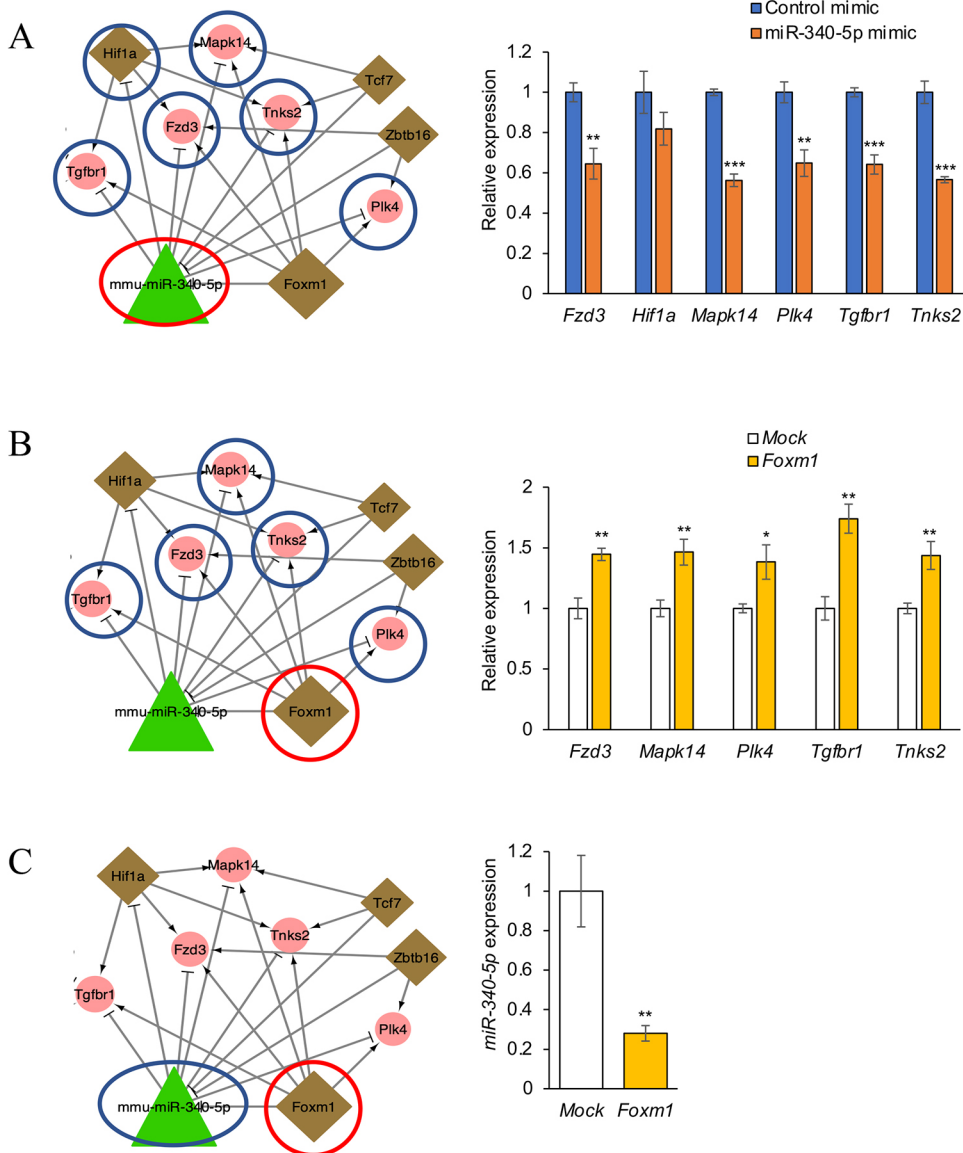 A
Hif1a
Mapk14
Tcf7
Fzd3
Tnks2
Zbtb16
Tgfbr1
Plk4
mmu-miR-340-5p
Foxm1
Control mimic
miR-340-5p mimic
Relative expression
1.2
1
0.8
0.6
0.4
0.2
0
**
***
**
***
***
Fzd3 Hif1a Mapk14 Plk4 Tgfbr1 Tnks2
B
Hif1a
Mapk14
Tcf7
Fzd3
Tnks2
Zbtb16
Tgfbr1
Plk4
mmu-miR-340-5p
Foxm1
Mock
Foxm1
Relative expression
2
1.5
1
0.5
0
**
**
*
**
**
Fzd3 Mapk14 Plk4 Tgfbr1 Tnks2
C
Hif1a
Mapk14
Tcf7
Fzd3
Tnks2
Zbtb16
Tgfbr1
Plk4
mmu-miR-340-5p
Foxm1
miR-340-5p expression
1.2
1
0.8
0.6
0.4
0.2
0
**
Mock Foxm1